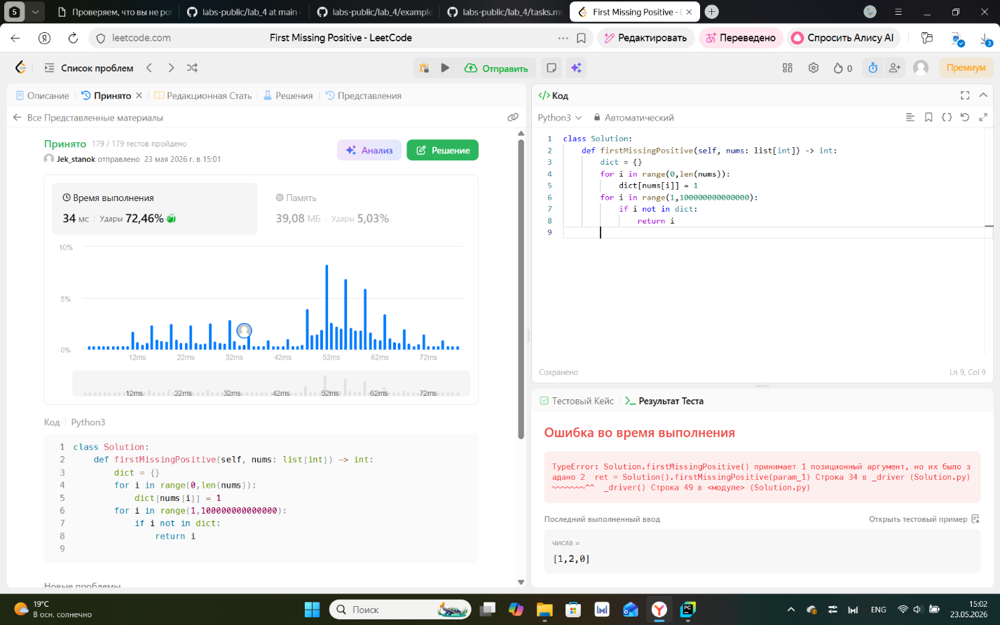 5
Проверяем, что вы не ро
labs-public/lab_4 at main
labs-public/lab_4/example
labs-public/lab_4/tasks.mc
First Missing Positive - L
leetcode.com
First Missing Positive - LeetCode
Редактировать
Переведено
Спросить Алису AI
3
Список проблем
Отправить
0
Премиум
Описание
Принято
Редакционная Стать
Решения
Представления
Все Представленные материалы
Принято 179 / 179 тестов пройдено
Jek_stanok отправлено 23 мая 2026 г. в 15:01
Анализ
Решение
Время выполнения
34 мс Удары 72,46%
Память
39,08 МБ Удары 5,03%
10%
5%
0%
12ms 22ms 32ms 42ms 52ms 62ms 72ms
12ms 22ms 32ms 42ms 52ms 62ms 72ms
Код Python3
1 class Solution:
2 def firstMissingPositive(self, nums: list[int]) -> int:
3 dict = {}
4 for i in range(0,len(nums)):
5 dict[nums[i]] = 1
6 for i in range(1,100000000000000):
7 if i not in dict:
8 return i
9
Новые проблемы
</> Код
Python3 Автоматический
1 class Solution:
2 def firstMissingPositive(self, nums: list[int]) -> int:
3 dict = {}
4 for i in range(0,len(nums)):
5 dict[nums[i]] = 1
6 for i in range(1,100000000000000):
7 if i not in dict:
8 return i
9
Сохранено
Ln 9, Col 9
Тестовый Кейс
Результат Теста
Ошибка во время выполнения
TypeError: Solution.firstMissingPositive() принимает 1 позиционный аргумент, но их было з
адано 2 ret = Solution().firstMissingPositive(param_1) Строка 34 в _driver (Solution.py)
~~~~~~~^^ _driver() Строка 49 в <модуле> (Solution.py)
Последний выполненный ввод
Открыть тестовый пример
числа =
[1,2,0]
19°C
В осн. солнечно
Поиск
ENG
15:02
23.05.2026